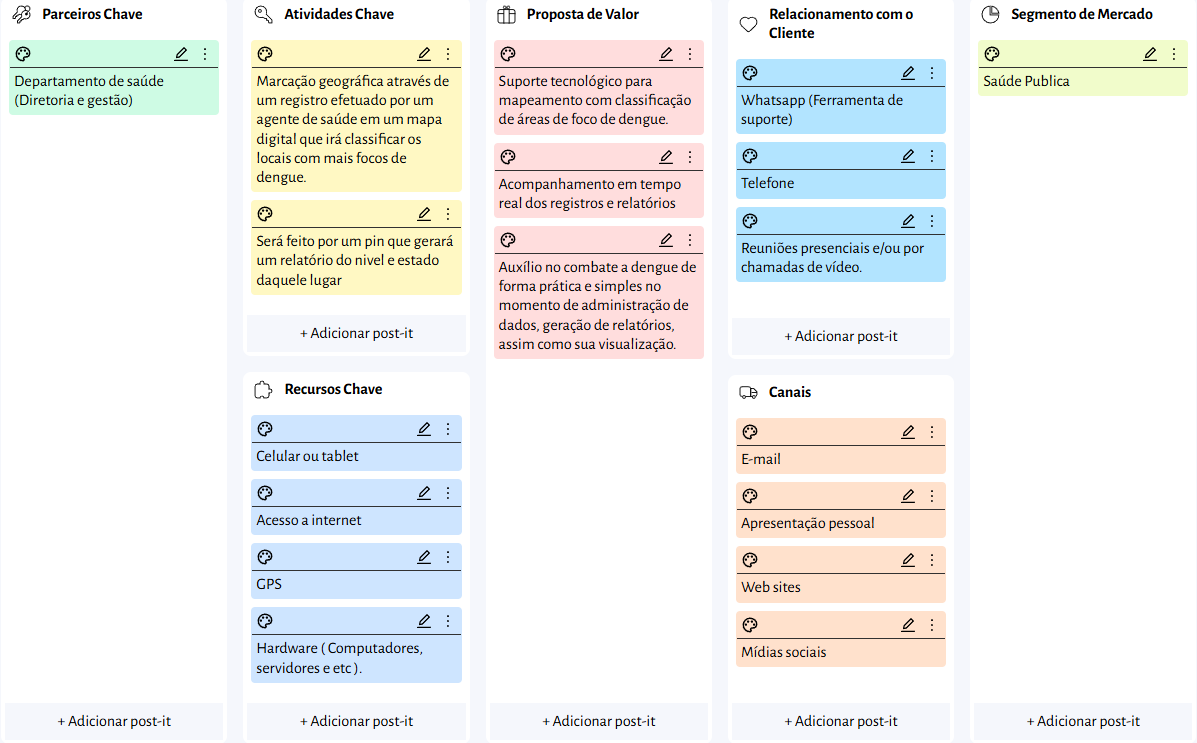 Parceiros Chave
Departamento de saúde
(Diretoria e gestão)
+ Adicionar post-it
Atividades Chave
Marcação geográfica através de
um registro efetuado por um
agente de saúde em um mapa
digital que irá classificar os
locais com mais focos de
dengue.
Será feito por um pin que gerará
um relatório do nivel e estado
daquele lugar
+ Adicionar post-it
Recursos Chave
Celular ou tablet
Acesso a internet
GPS
Hardware ( Computadores,
servidores e etc ).
+ Adicionar post-it
Proposta de Valor
Suporte tecnológico para
mapeamento com classificação
de áreas de foco de dengue.
Acompanhamento em tempo
real dos registros e relatórios
Auxílio no combate a dengue de
forma prática e simples no
momento de administração de
dados, geração de relatórios,
assim como sua visualização.
+ Adicionar post-it
Relacionamento com o
Cliente
Whatsapp (Ferramenta de
suporte)
Telefone
Reuniões presenciais e/ou por
chamadas de vídeo.
+ Adicionar post-it
Canais
E-mail
Apresentação pessoal
Web sites
Mídias sociais
+ Adicionar post-it
Segmento de Mercado
Saúde Publica
+ Adicionar post-it